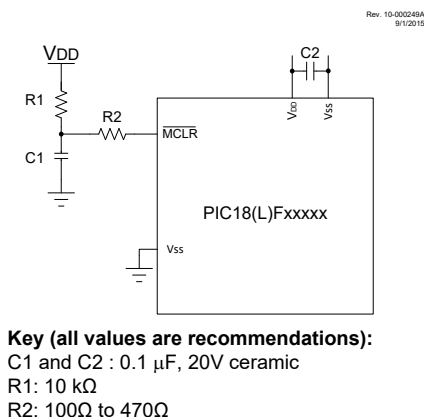 Rev. 10-000249A
9/1/2015
VDD
C2
R1
R2
VDD
Vss
MCLR
C1
PIC18(L)Fxxxxx
Vss
Key (all values are recommendations):
C1 and C2 : 0.1 μF, 20V ceramic
R1: 10 kΩ
R2: 100Ω to 470Ω